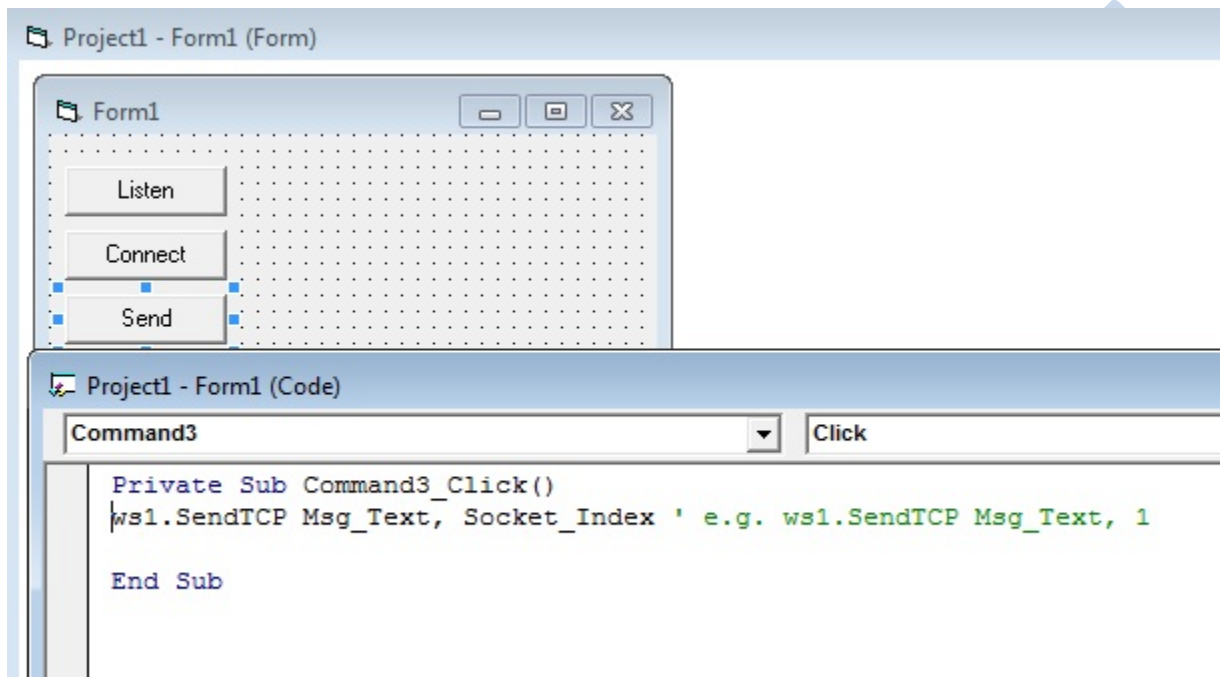 Project1 - Form1 (Form)
Form1
Listen
Connect
Send
Project1 - Form1 (Code)
Command3
Click
Private Sub Command3_Click()
ws1.SendTCP Msg_Text, Socket_Index ' e.g. ws1.SendTCP Msg_Text, 1
End Sub